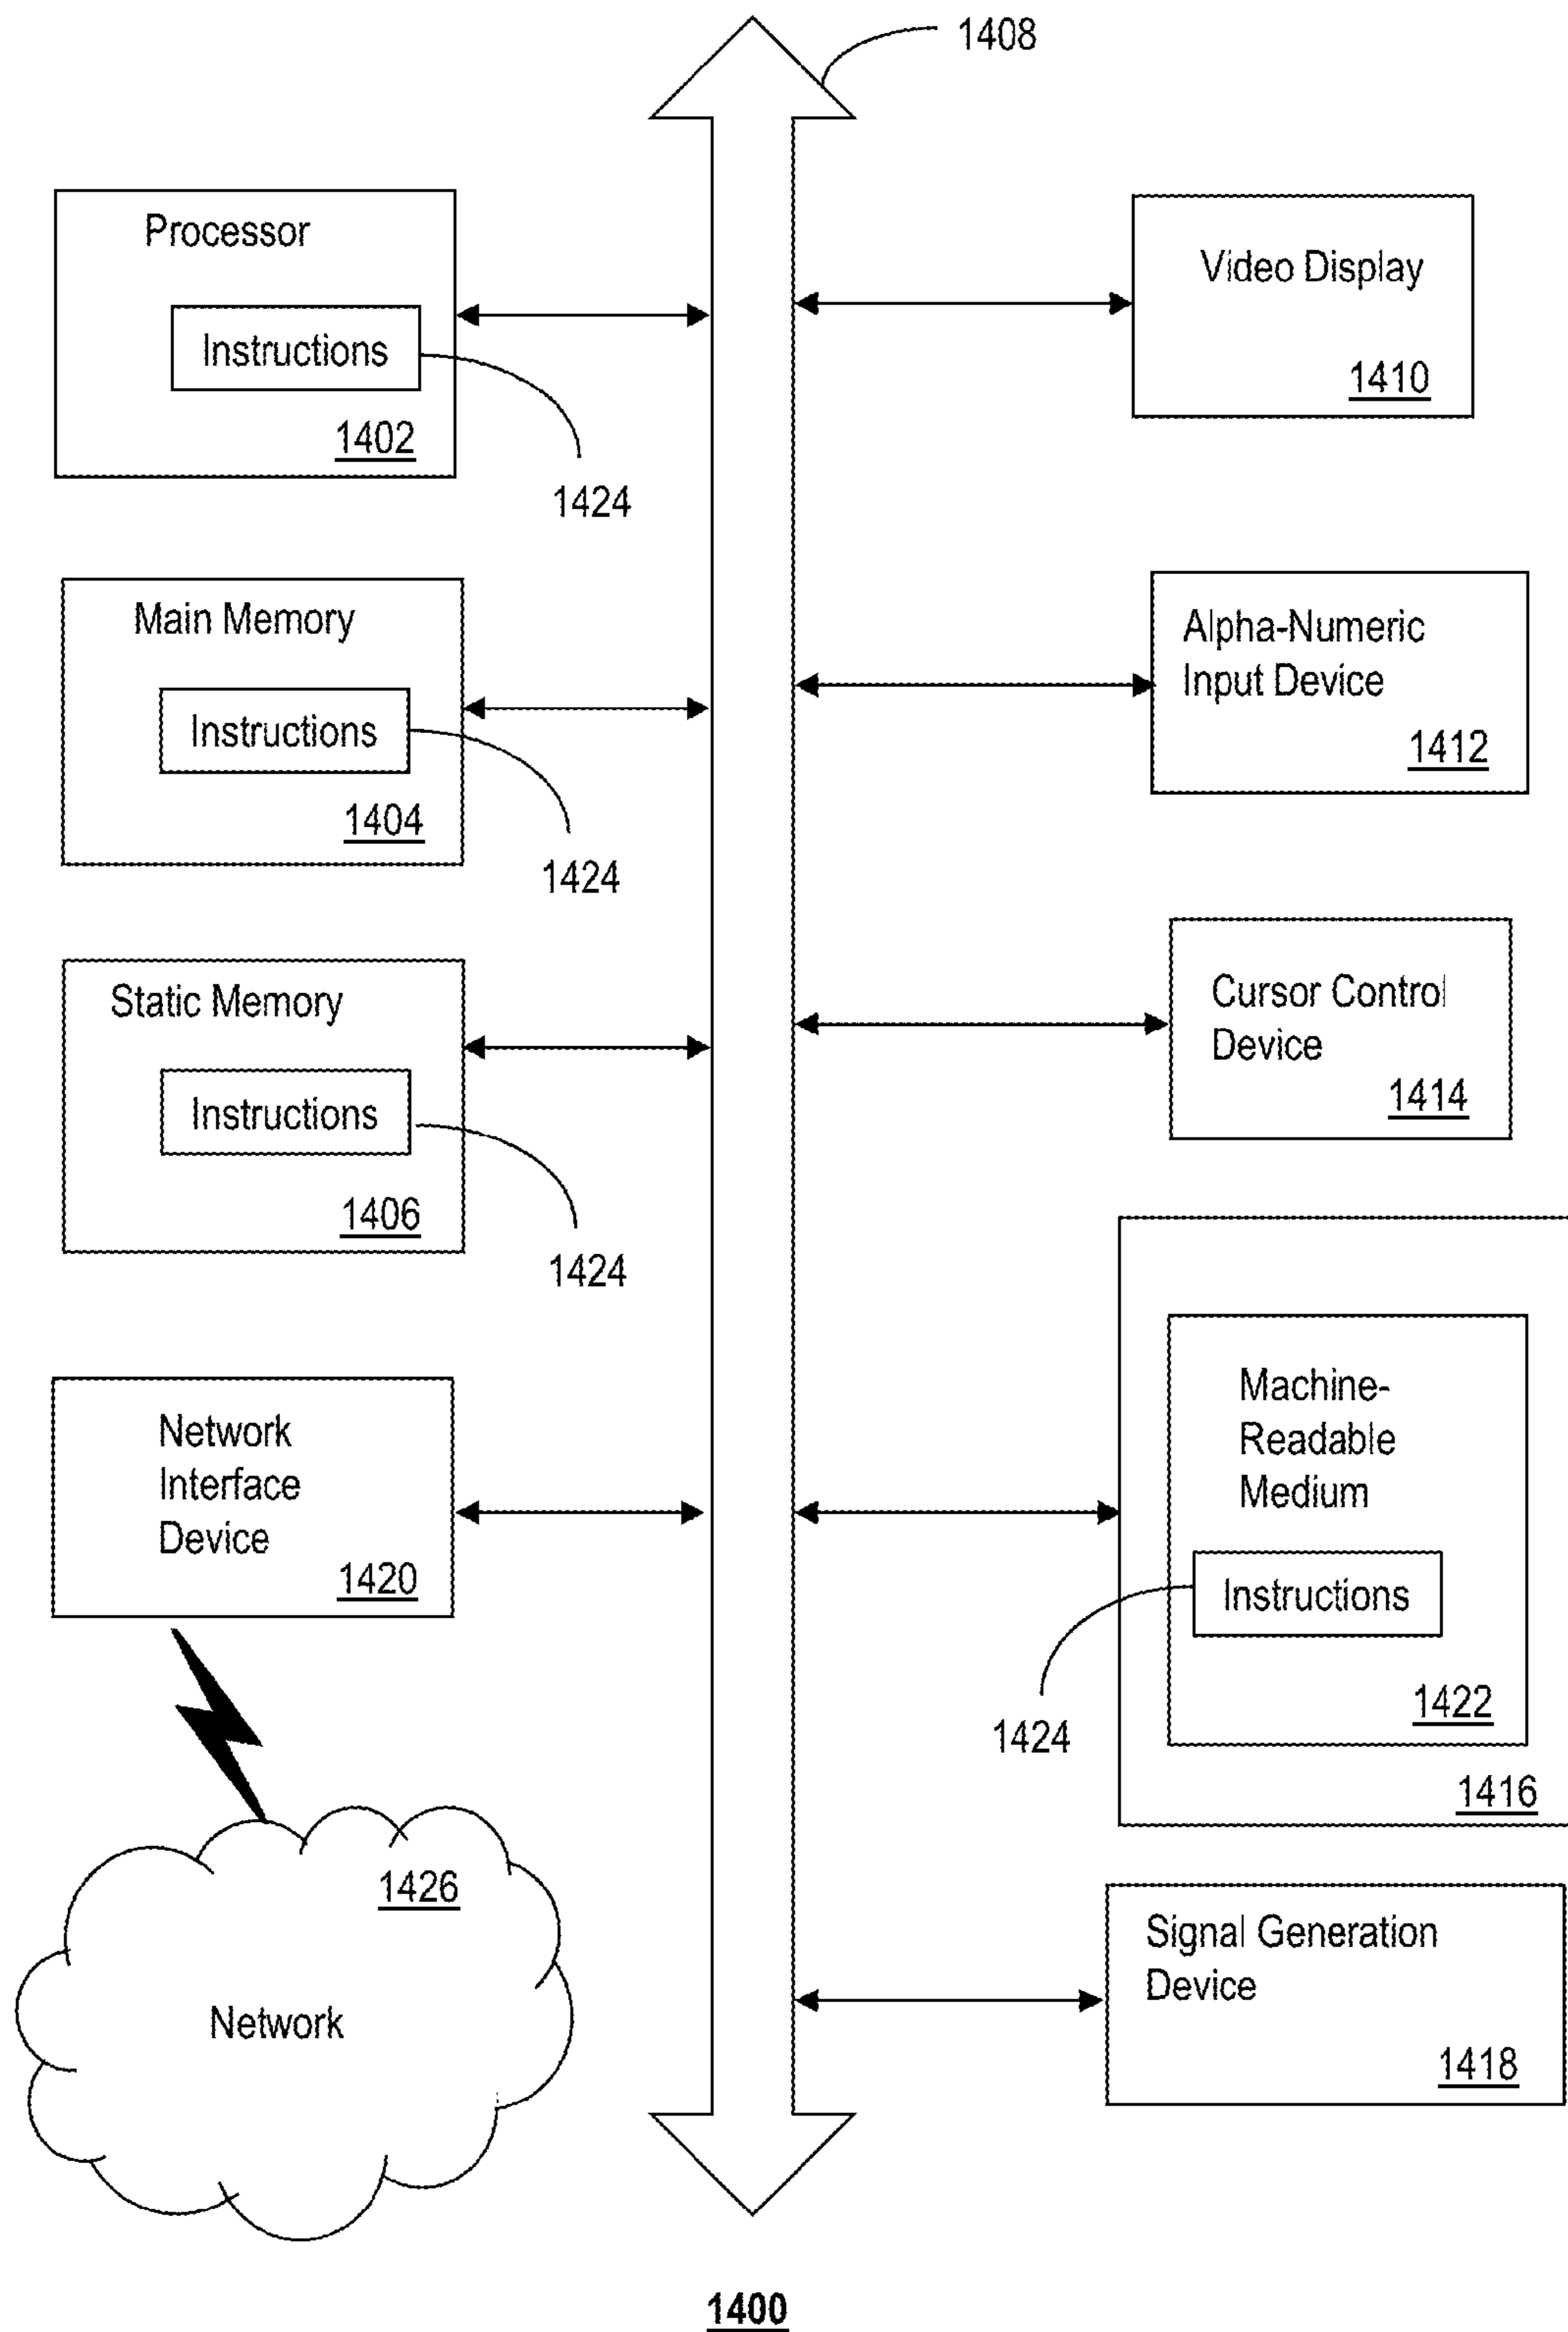 1408
Processor
Instructions
1402
1424
Main Memory
Instructions
1404
1424
Static Memory
Instructions
1406
1424
Network
Interface
Device
1420
1426
Network
Video Display
1410
Alpha-Numeric
Input Device
1412
Cursor Control
Device
1414
Machine-
Readable
Medium
Instructions
1424
1422
1416
Signal Generation
Device
1418
1400